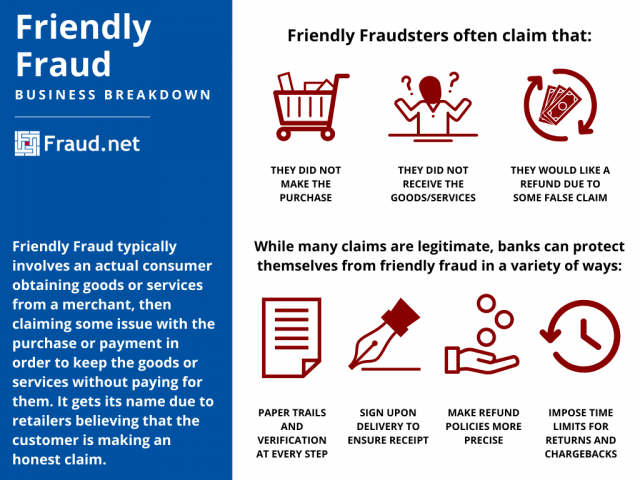 Friendly
Fraud
BUSINESS BREAKDOWN
Fraud.net
Friendly Fraud typically
involves an actual consumer
obtaining goods or services
from a merchant, then
claiming some issue with the
purchase or payment in
order to keep the goods or
services without paying for
them. It gets its name due to
retailers believing that the
customer is making an
honest claim.
Friendly Fraudsters often claim that:
THEY DID NOT
MAKE THE
PURCHASE
THEY DID NOT
RECEIVE THE
GOODS/SERVICES
THEY WOULD LIKE A
REFUND DUE TO
SOME FALSE CLAIM
While many claims are legitimate, banks can protect
themselves from friendly fraud in a variety of ways:
PAPER TRAILS
AND
VERIFICATION
AT EVERY STEP
SIGN UPON
DELIVERY TO
ENSURE RECEIPT
MAKE REFUND
POLICIES MORE
PRECISE
IMPOSE TIME
LIMITS FOR
RETURNS AND
CHARGEBACKS